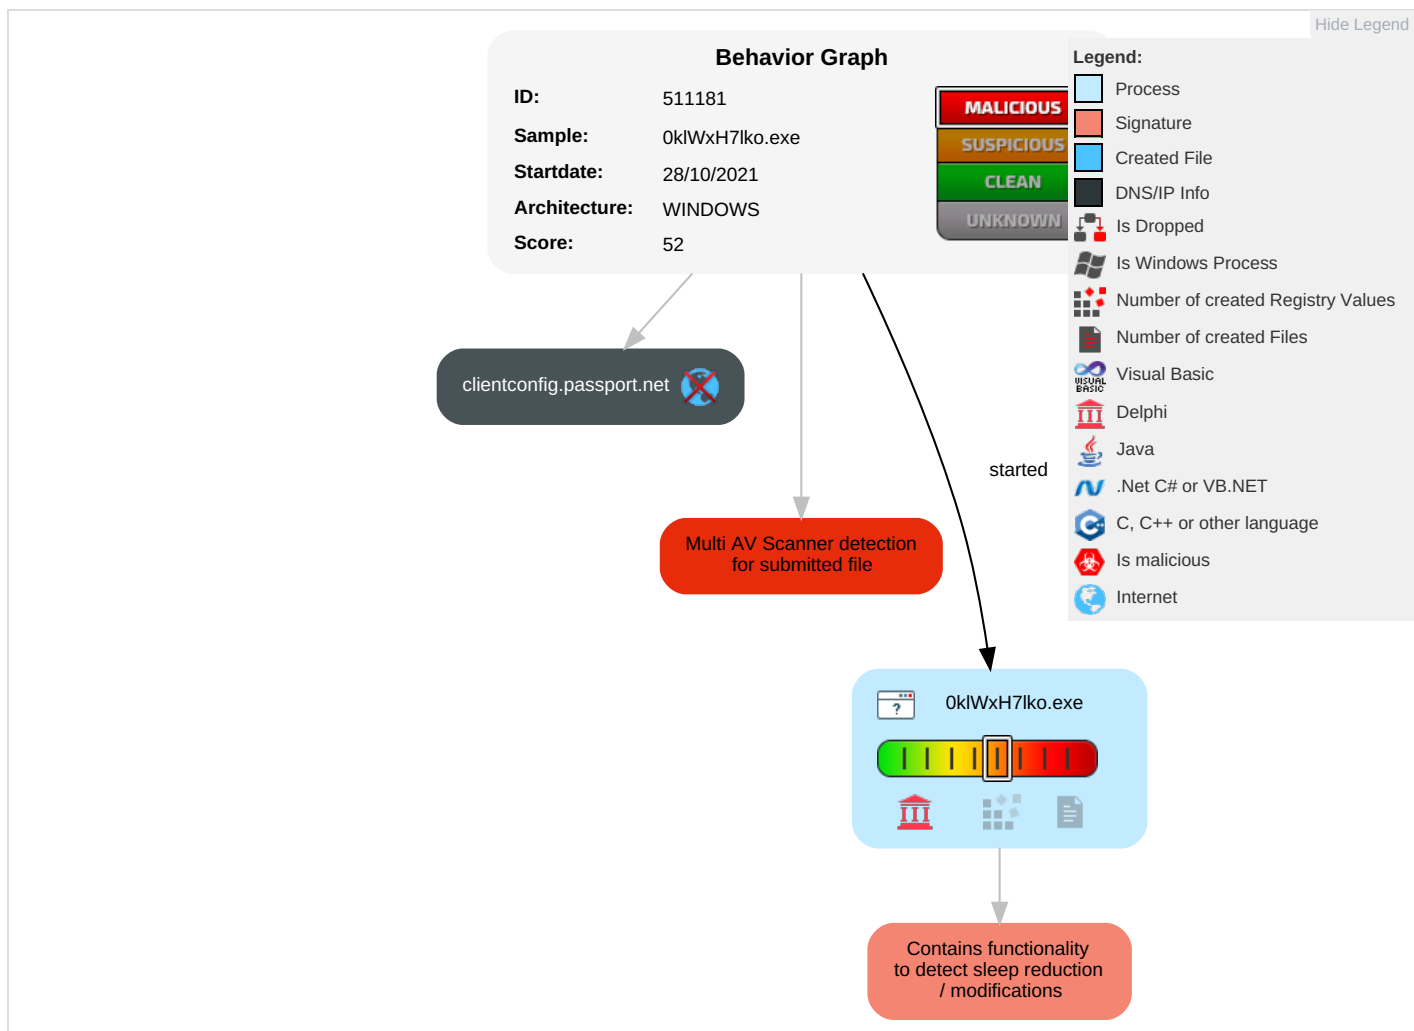 Hide Legend
Behavior Graph
ID: 511181
Sample: 0klWxH7lko.exe
Startdate: 28/10/2021
Architecture: WINDOWS
Score: 52
MALICIOUS
SUSPICIOUS
CLEAN
UNKNOWN
Legend:
Process
Signature
Created File
DNS/IP Info
Is Dropped
Is Windows Process
Number of created Registry Values
Number of created Files
VISUAL
BASIC
Visual Basic
Delphi
Java
.Net C# or VB.NET
C, C++ or other language
Is malicious
Internet
clientconfig.passport.net
started
Multi AV Scanner detection
for submitted file
?
0klWxH7lko.exe
Contains functionality
to detect sleep reduction
/ modifications